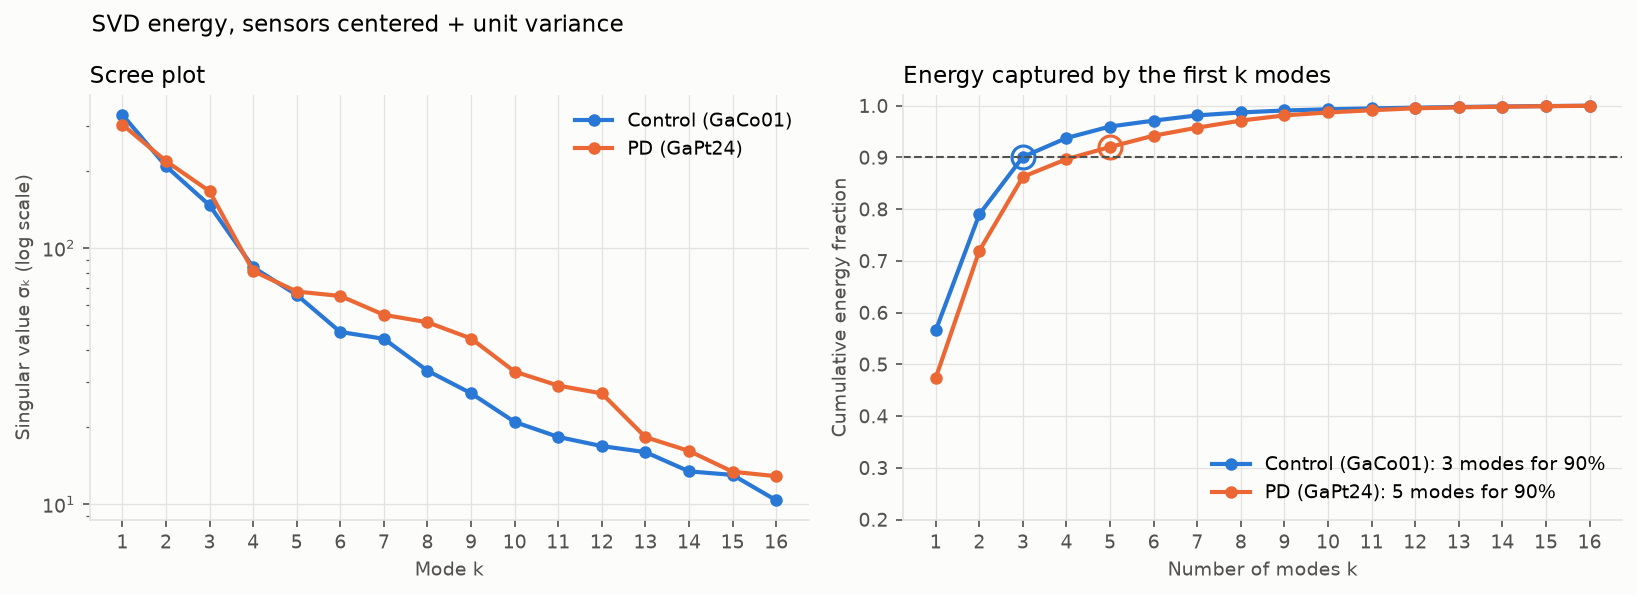 SVD energy, sensors centered + unit variance
Scree plot
Control (GaCo01)
PD (GaPt24)
10²
10¹
Singular value σₖ (log scale)
1 2 3 4 5 6 7 8 9 10 11 12 13 14 15 16
Mode k
Energy captured by the first k modes
1.0
0.9
0.8
0.7
0.6
0.5
0.4
0.3
0.2
Cumulative energy fraction
Control (GaCo01): 3 modes for 90%
PD (GaPt24): 5 modes for 90%
1 2 3 4 5 6 7 8 9 10 11 12 13 14 15 16
Number of modes k